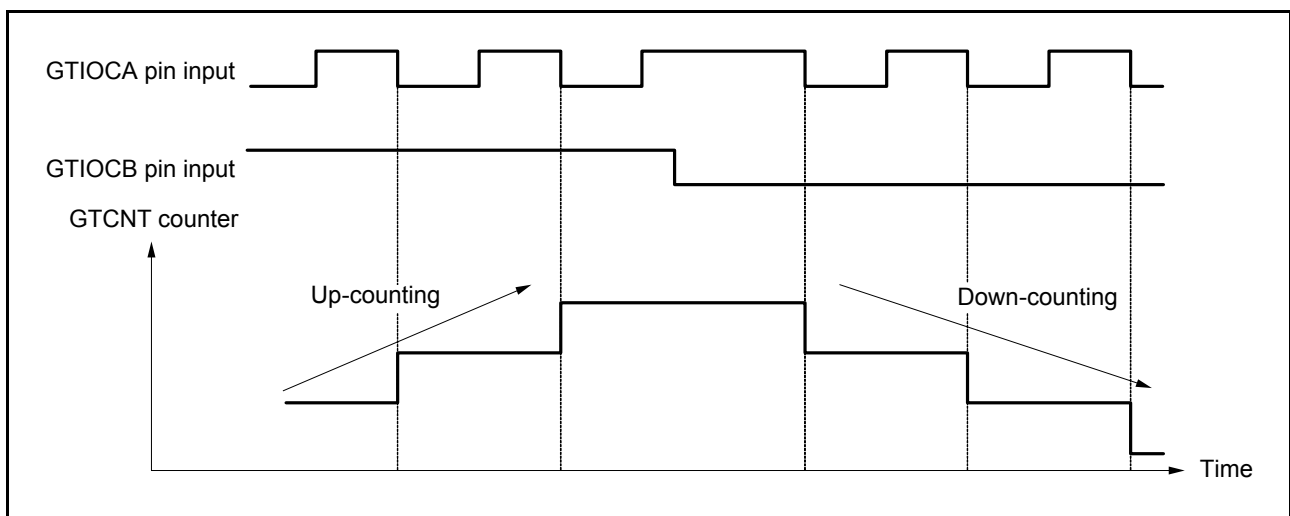 GTIOCA pin input
GTIOCB pin input
GTCNT counter
Up-counting
Down-counting
Time